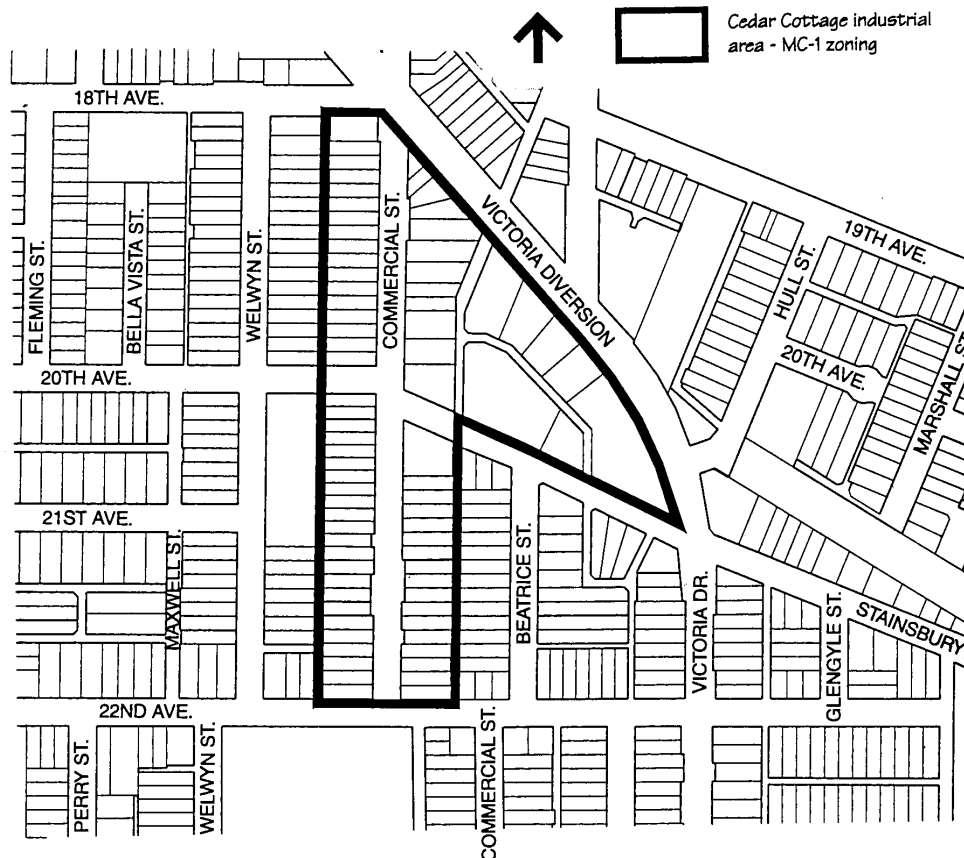 Cedar Cottage industrial
area - MC-1 zoning
18TH AVE.
FLEMING ST.
BELLA VISTA ST.
WELWYN ST.
COMMERCIAL ST.
VICTORIA DIVERSION
19TH AVE.
HULL ST.
20TH AVE.
MARSHALL ST.
20TH AVE.
21ST AVE.
MAXWELL ST.
BEATRICE ST.
VICTORIA DR.
GLENGYLE ST.
STAINSBURY
22ND AVE.
PERRY ST.
WELWYN ST.
COMMERCIAL ST.